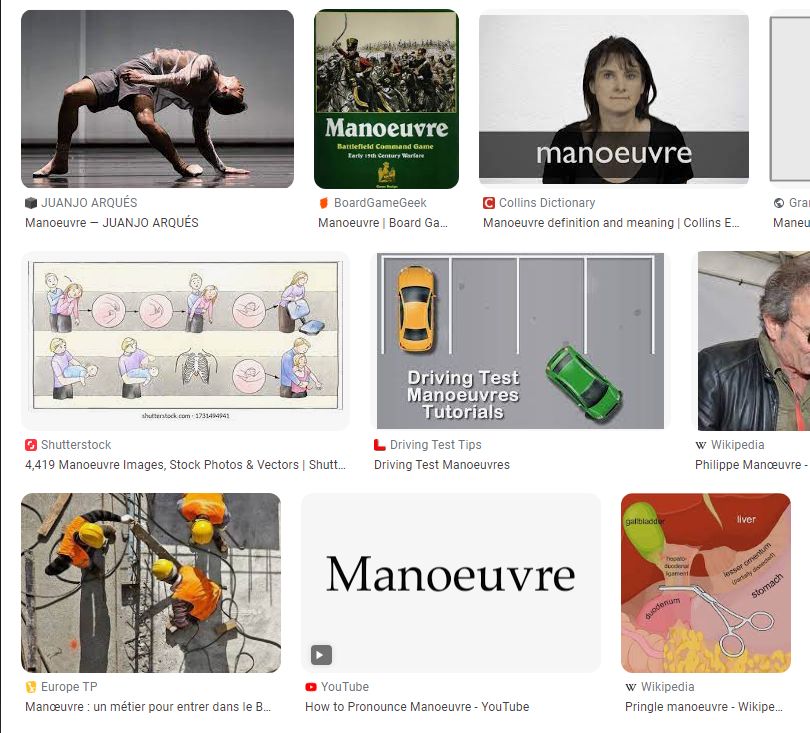 Manoeuvre
Battlefield Command Game
Early 19th Century Warfare
manoeuvre
JUANJO ARQUÉS
BoardGameGeek
Collins Dictionary
Gra
Manoeuvre — JUANJO ARQUÉS
Manoeuvre | Board Ga...
Manoeuvre definition and meaning | Collins E...
Maneu
shutterstock.com · 1731494941
Driving Test
Manoeuvres
Tutorials
Shutterstock
Driving Test Tips
Wikipedia
4,419 Manoeuvre Images, Stock Photos & Vectors | Shutt...
Driving Test Manoeuvres
Philippe Manœuvre -
Manoeuvre
gallbladder
liver
hepato-
duodenal
ligament
lesser omentum
(partially dissected)
stomach
duodenum
Europe TP
YouTube
Wikipedia
Manœuvre : un métier pour entrer dans le B...
How to Pronounce Manoeuvre - YouTube
Pringle manoeuvre - Wikipe...